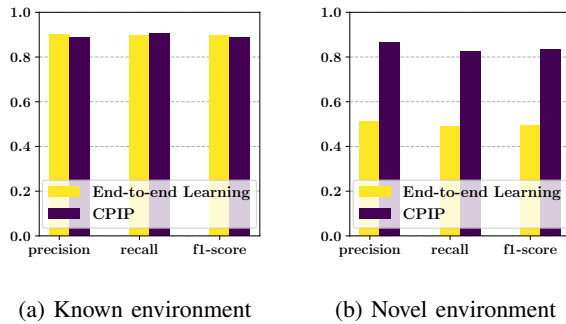 1.0
0.8
0.6
0.4
0.2
0.0
End-to-end Learning
CPIP
precision recall f1-score
(a) Known environment
1.0
0.8
0.6
0.4
0.2
0.0
End-to-end Learning
CPIP
precision recall f1-score
(b) Novel environment